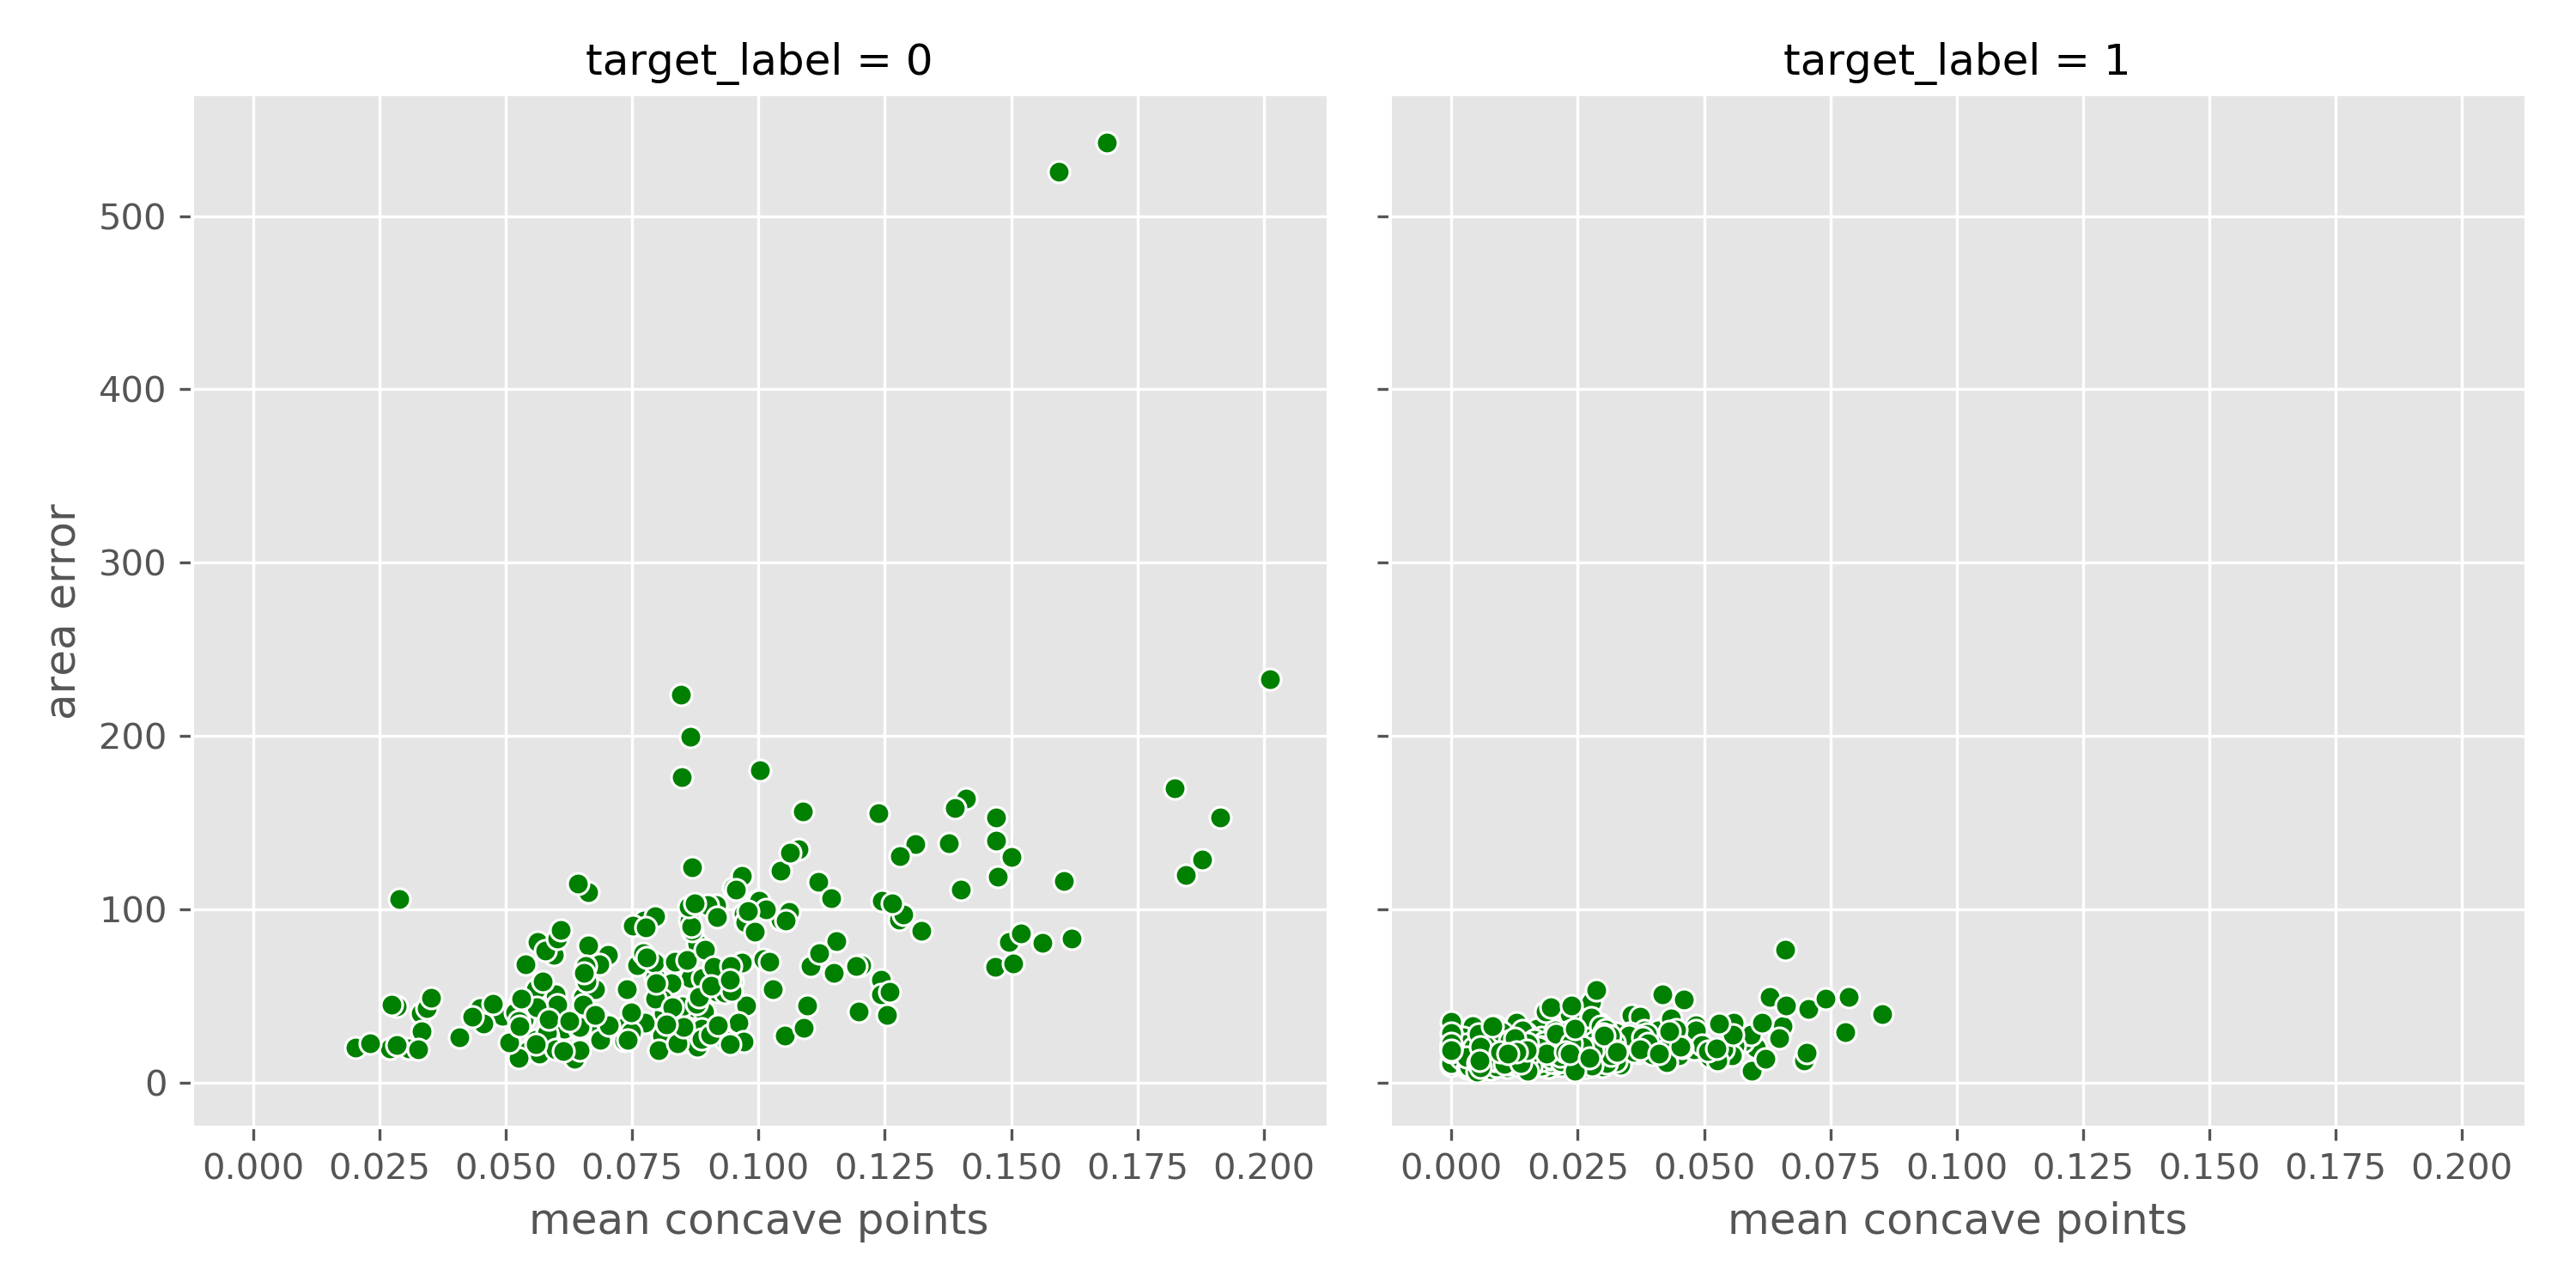 target_label = 0
target_label = 1
area error
500
400
300
200
100
0
0.000 0.025 0.050 0.075 0.100 0.125 0.150 0.175 0.200
0.000 0.025 0.050 0.075 0.100 0.125 0.150 0.175 0.200
mean concave points
mean concave points